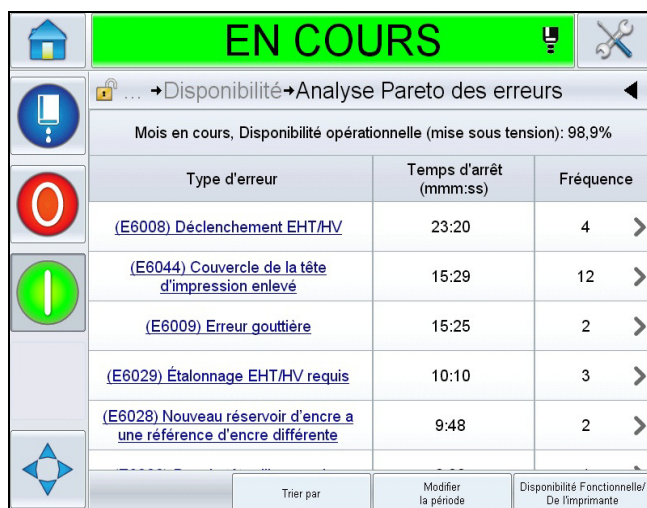 EN COURS
... →Disponibilité→Analyse Pareto des erreurs
Mois en cours, Disponibilité opérationnelle (mise sous tension): 98,9%
Type d'erreur
Temps d'arrêt
(mmm:ss)
Fréquence
(E6008) Déclenchement EHT/HV 23:20 4
(E6044) Couvercle de la tête
d'impression enlevé
15:29 12
(E6009) Erreur gouttière 15:25 2
(E6029) Étalonnage EHT/HV requis 10:10 3
(E6028) Nouveau réservoir d'encre a
une référence d'encre différente
9:48 2
Trier par
Modifier
la période
Disponibilité Fonctionnelle/
De l'imprimante